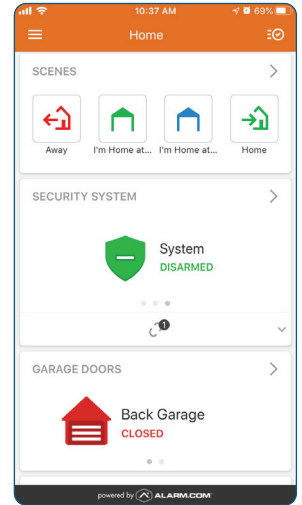 10:37 AM
69%
Home
SCENES
Away
I'm Home at...
I'm Home at...
Home
SECURITY SYSTEM
System
DISARMED
1
GARAGE DOORS
Back Garage
CLOSED
powered by ALARM.COM